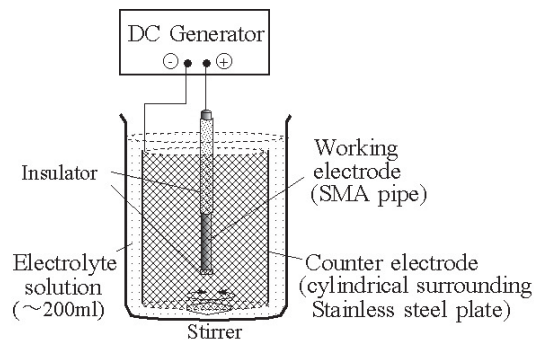 DC Generator
- +
Insulator
Working
electrode
(SMA pipe)
Electrolyte
solution
(~200ml)
Counter electrode
(cylindrical surrounding
Stainless steel plate)
Stirrer